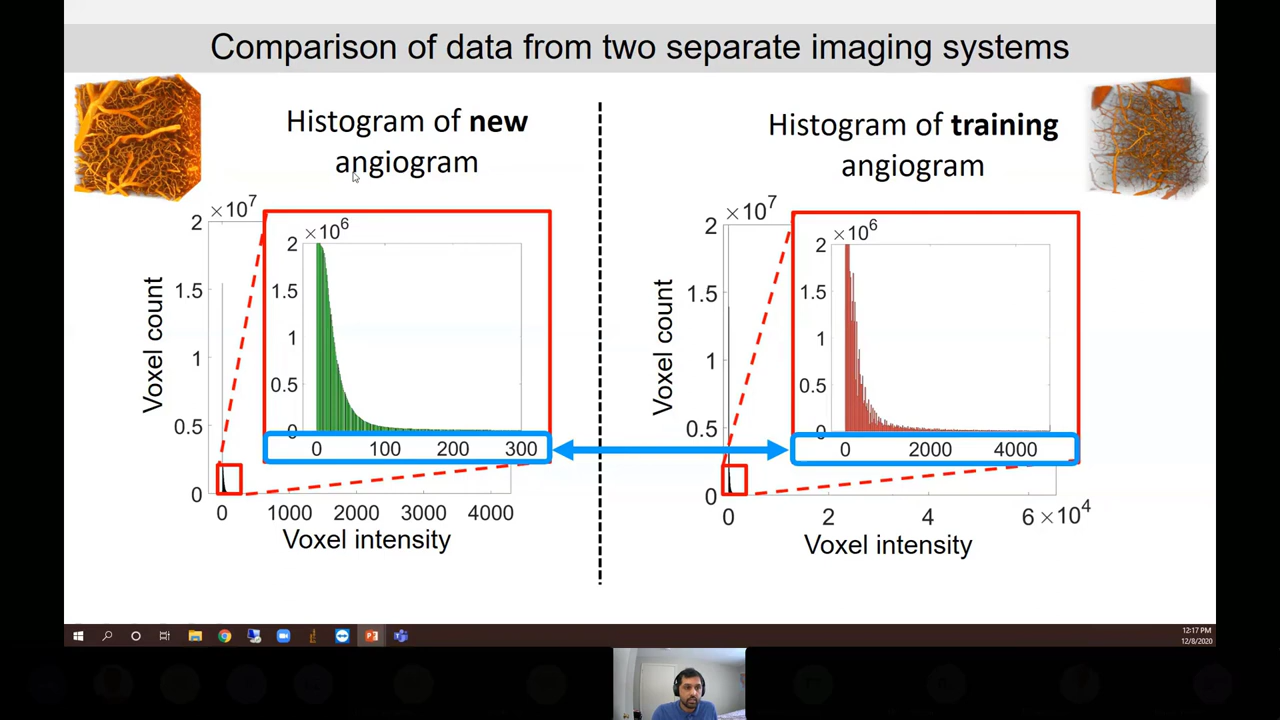 Comparison of data from two separate imaging systems
Histogram of new
angiogram
×10⁷
2
1.5
1
0.5
0
Voxel count
×10⁶
2
1.5
1
0.5
0
0 100 200 300
0 1000 2000 3000 4000
Voxel intensity
Histogram of training
angiogram
×10⁷
2
1.5
1
0.5
0
Voxel count
×10⁶
2
1.5
1
0.5
0
0 2000 4000
0 2 4 6 ×10⁴
Voxel intensity
12:17 PM
12/8/2020